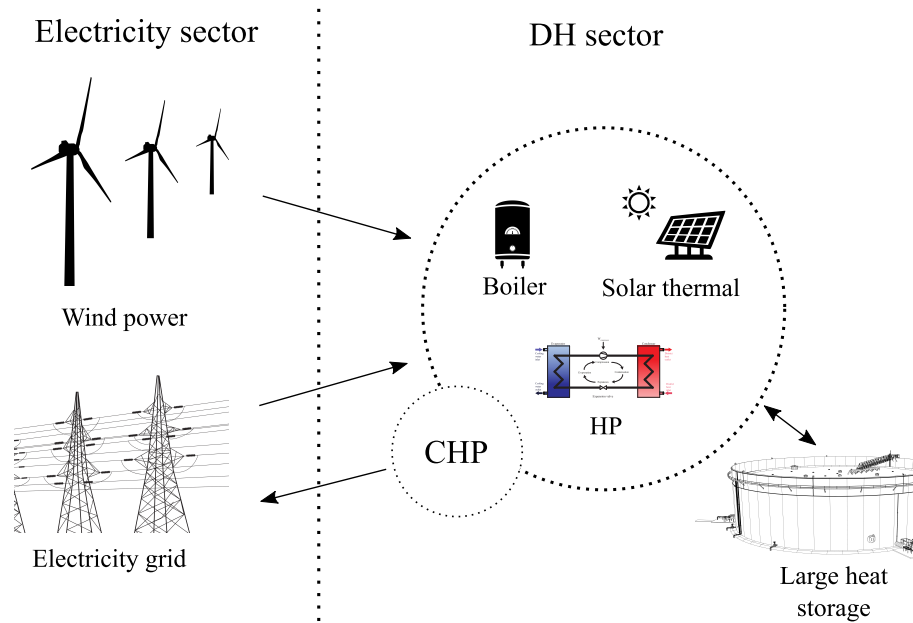 Electricity sector
DH sector
Boiler
Solar thermal
Wind power
HP
CHP
Electricity grid
Large heat
storage